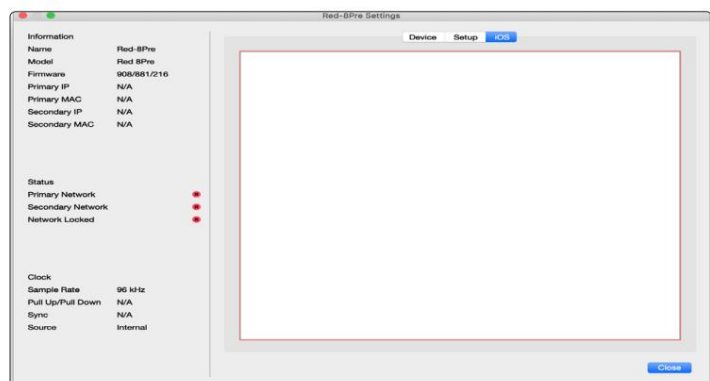 Red-8Pre Settings
Information
Name Red-8Pre
Model Red 8Pre
Firmware 908/881/216
Primary IP N/A
Primary MAC N/A
Secondary IP N/A
Secondary MAC N/A
Status
Primary Network
Secondary Network
Network Locked
Clock
Sample Rate 96 kHz
Pull Up/Pull Down N/A
Sync N/A
Source Internal
Device Setup iOS
Close